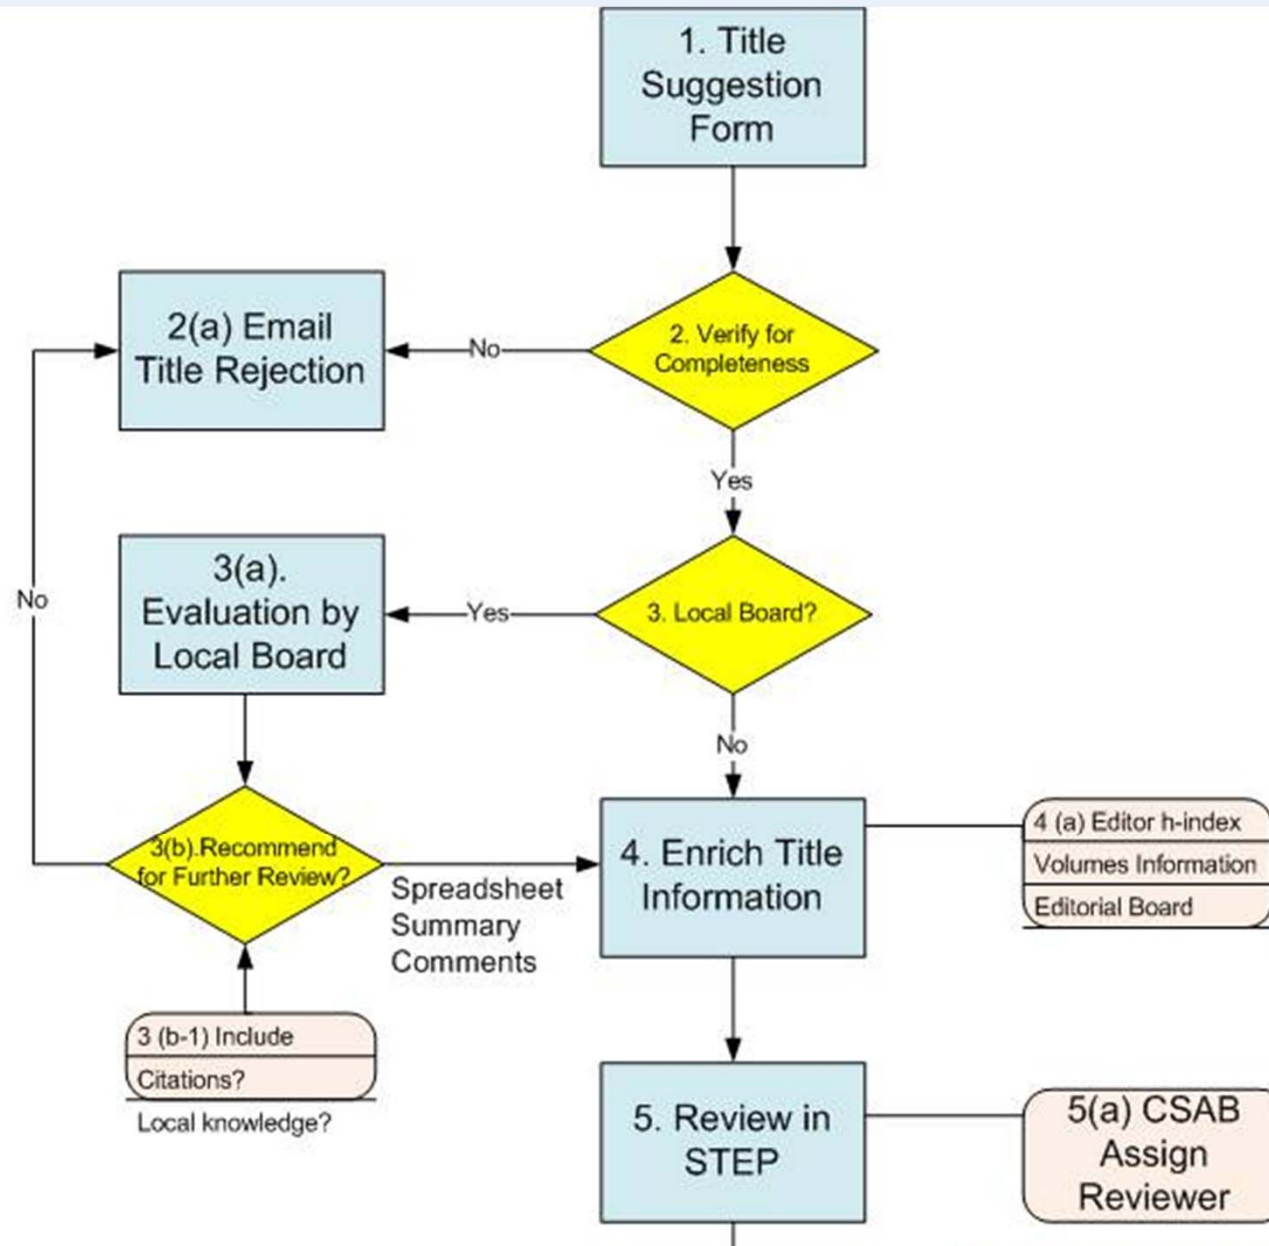 1. Title
Suggestion
Form
2. Verify for
Completeness
No
2(a) Email
Title Rejection
Yes
3. Local Board?
Yes
3(a).
Evaluation by
Local Board
No
No
3(b).Recommend
for Further Review?
Spreadsheet
Summary
Comments
3 (b-1) Include
Citations?
Local knowledge?
4. Enrich Title
Information
4 (a) Editor h-index
Volumes Information
Editorial Board
5. Review in
STEP
5(a) CSAB
Assign
Reviewer